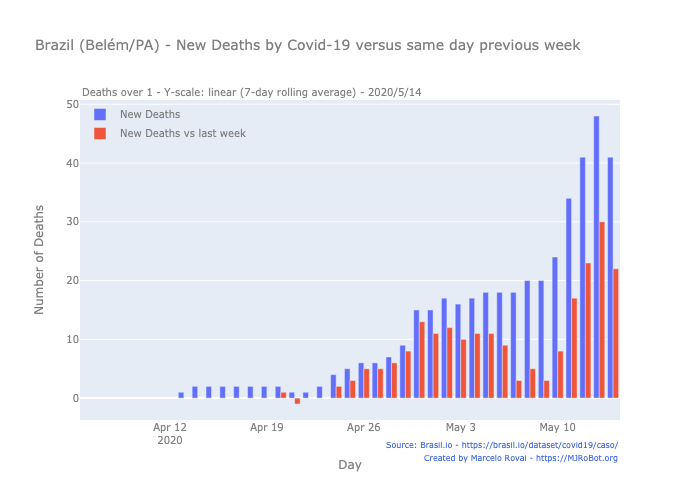 Brazil (Belém/PA) - New Deaths by Covid-19 versus same day previous week
Deaths over 1 - Y-scale: linear (7-day rolling average) - 2020/5/14
New Deaths
New Deaths vs last week
Number of Deaths
50
40
30
20
10
0
Apr 12
2020
Apr 19
Apr 26
May 3
May 10
Day
Source: Brasil.io - https://brasil.io/dataset/covid19/caso/
Created by Marcelo Rovai - https://MJRoBot.org